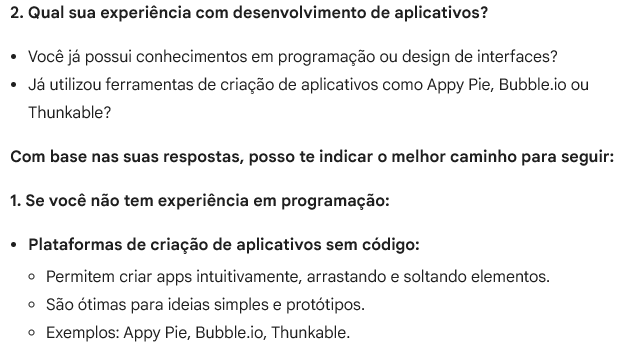 2. Qual sua experiência com desenvolvimento de aplicativos?
• Você já possui conhecimentos em programação ou design de interfaces?
• Já utilizou ferramentas de criação de aplicativos como Appy Pie, Bubble.io ou
Thunkable?
Com base nas suas respostas, posso te indicar o melhor caminho para seguir:
1. Se você não tem experiência em programação:
• Plataformas de criação de aplicativos sem código:
◦ Permitem criar apps intuitivamente, arrastando e soltando elementos.
◦ São ótimas para ideias simples e protótipos.
◦ Exemplos: Appy Pie, Bubble.io, Thunkable.